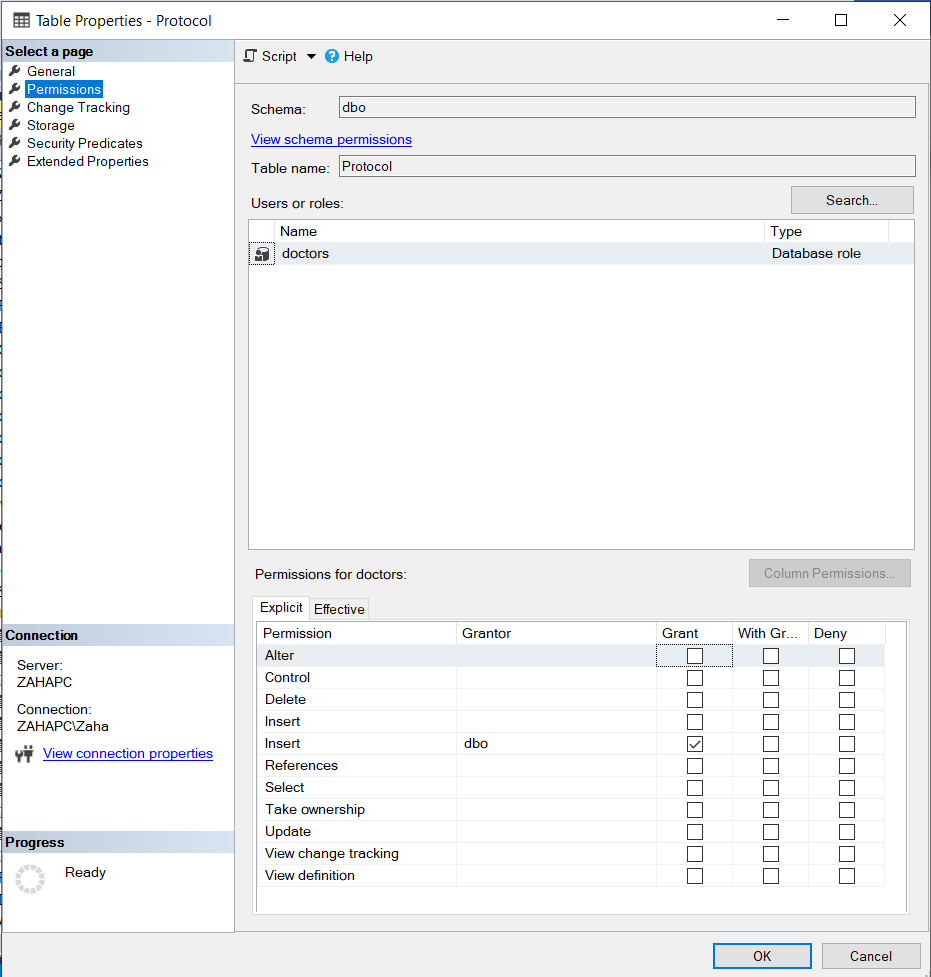 Table Properties - Protocol
Select a page
General
Permissions
Change Tracking
Storage
Security Predicates
Extended Properties
Connection
Server:
ZAHAPC
Connection:
ZAHAPC\Zaha
View connection properties
Progress
Ready
Script
Help
Schema:
dbo
View schema permissions
Table name:
Protocol
Users or roles:
Search...
Name Type
doctors Database role
Permissions for doctors:
Column Permissions...
Explicit Effective
Permission Grantor Grant With Gr... Deny
Alter
Control
Delete
Insert
Insert dbo
References
Select
Take ownership
Update
View change tracking
View definition
OK Cancel